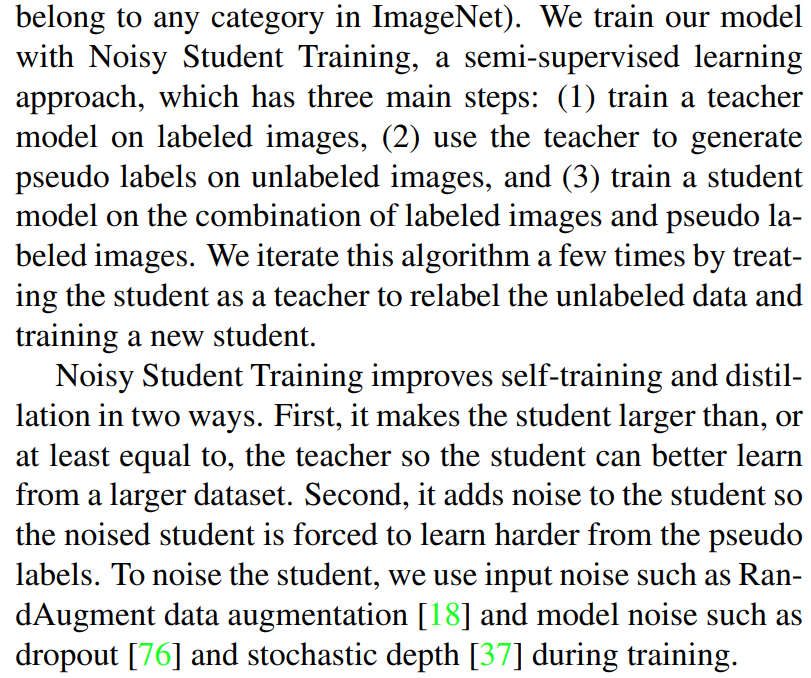 belong to any category in ImageNet). We train our model
with Noisy Student Training, a semi-supervised learning
approach, which has three main steps: (1) train a teacher
model on labeled images, (2) use the teacher to generate
pseudo labels on unlabeled images, and (3) train a student
model on the combination of labeled images and pseudo la-
beled images. We iterate this algorithm a few times by treat-
ing the student as a teacher to relabel the unlabeled data and
training a new student.
Noisy Student Training improves self-training and distil-
lation in two ways. First, it makes the student larger than, or
at least equal to, the teacher so the student can better learn
from a larger dataset. Second, it adds noise to the student so
the noised student is forced to learn harder from the pseudo
labels. To noise the student, we use input noise such as Ran-
dAugment data augmentation [18] and model noise such as
dropout [76] and stochastic depth [37] during training.